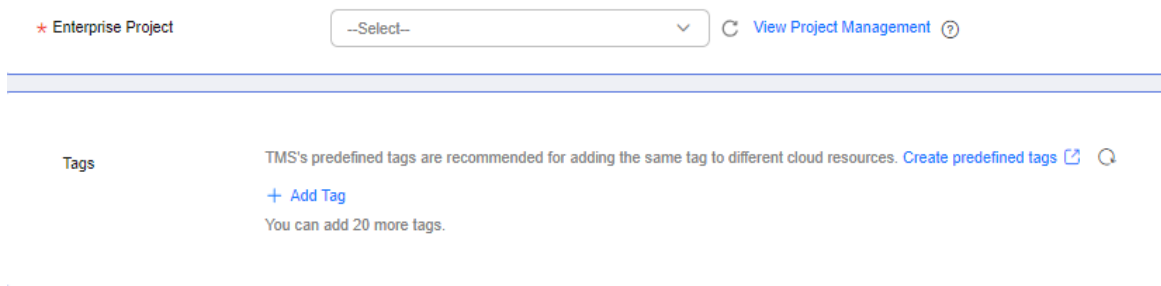 * Enterprise Project --Select-- View Project Management ?
Tags TMS's predefined tags are recommended for adding the same tag to different cloud resources. Create predefined tags
+ Add Tag
You can add 20 more tags.